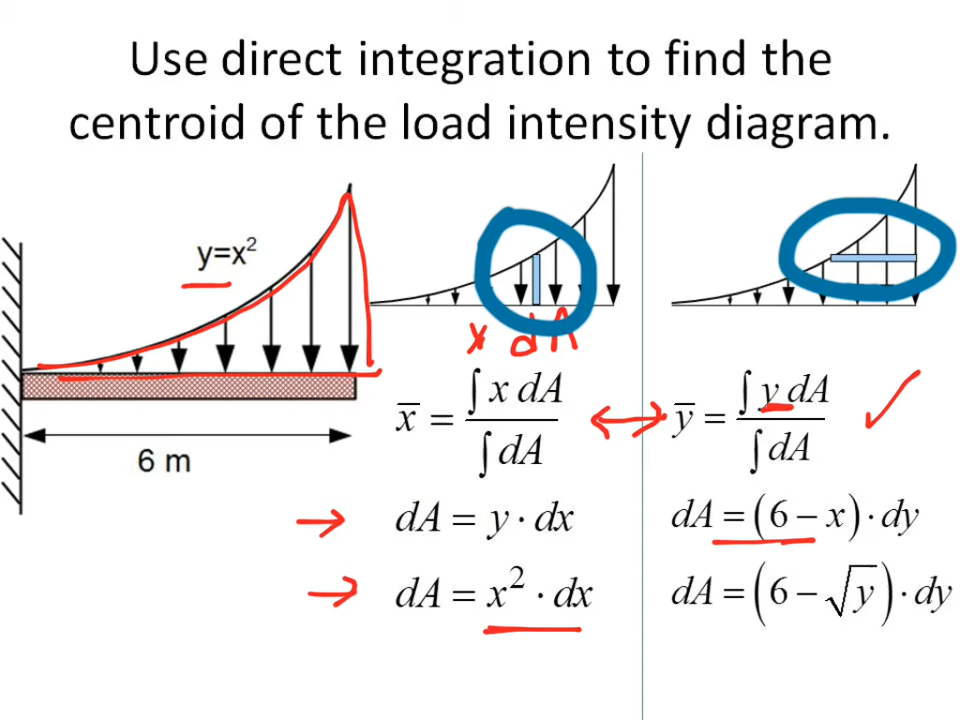 Use direct integration to find the
centroid of the load intensity diagram.
y=x²
6 m
x dA
x̄ = ∫ x dA / ∫ dA
dA = y · dx
dA = x² · dx
ȳ = ∫ y dA / ∫ dA
dA = (6 − x) · dy
dA = (6 − √y) · dy